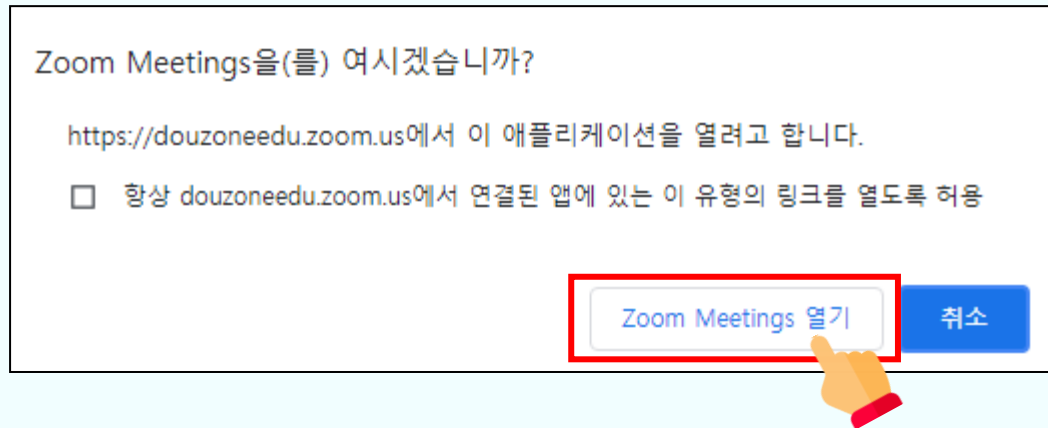 Zoom Meetings을(를) 여시겠습니까?
https://douzoneedu.zoom.us에서 이 애플리케이션을 열려고 합니다.
항상 douzoneedu.zoom.us에서 연결된 앱에 있는 이 유형의 링크를 열도록 허용
Zoom Meetings 열기 취소